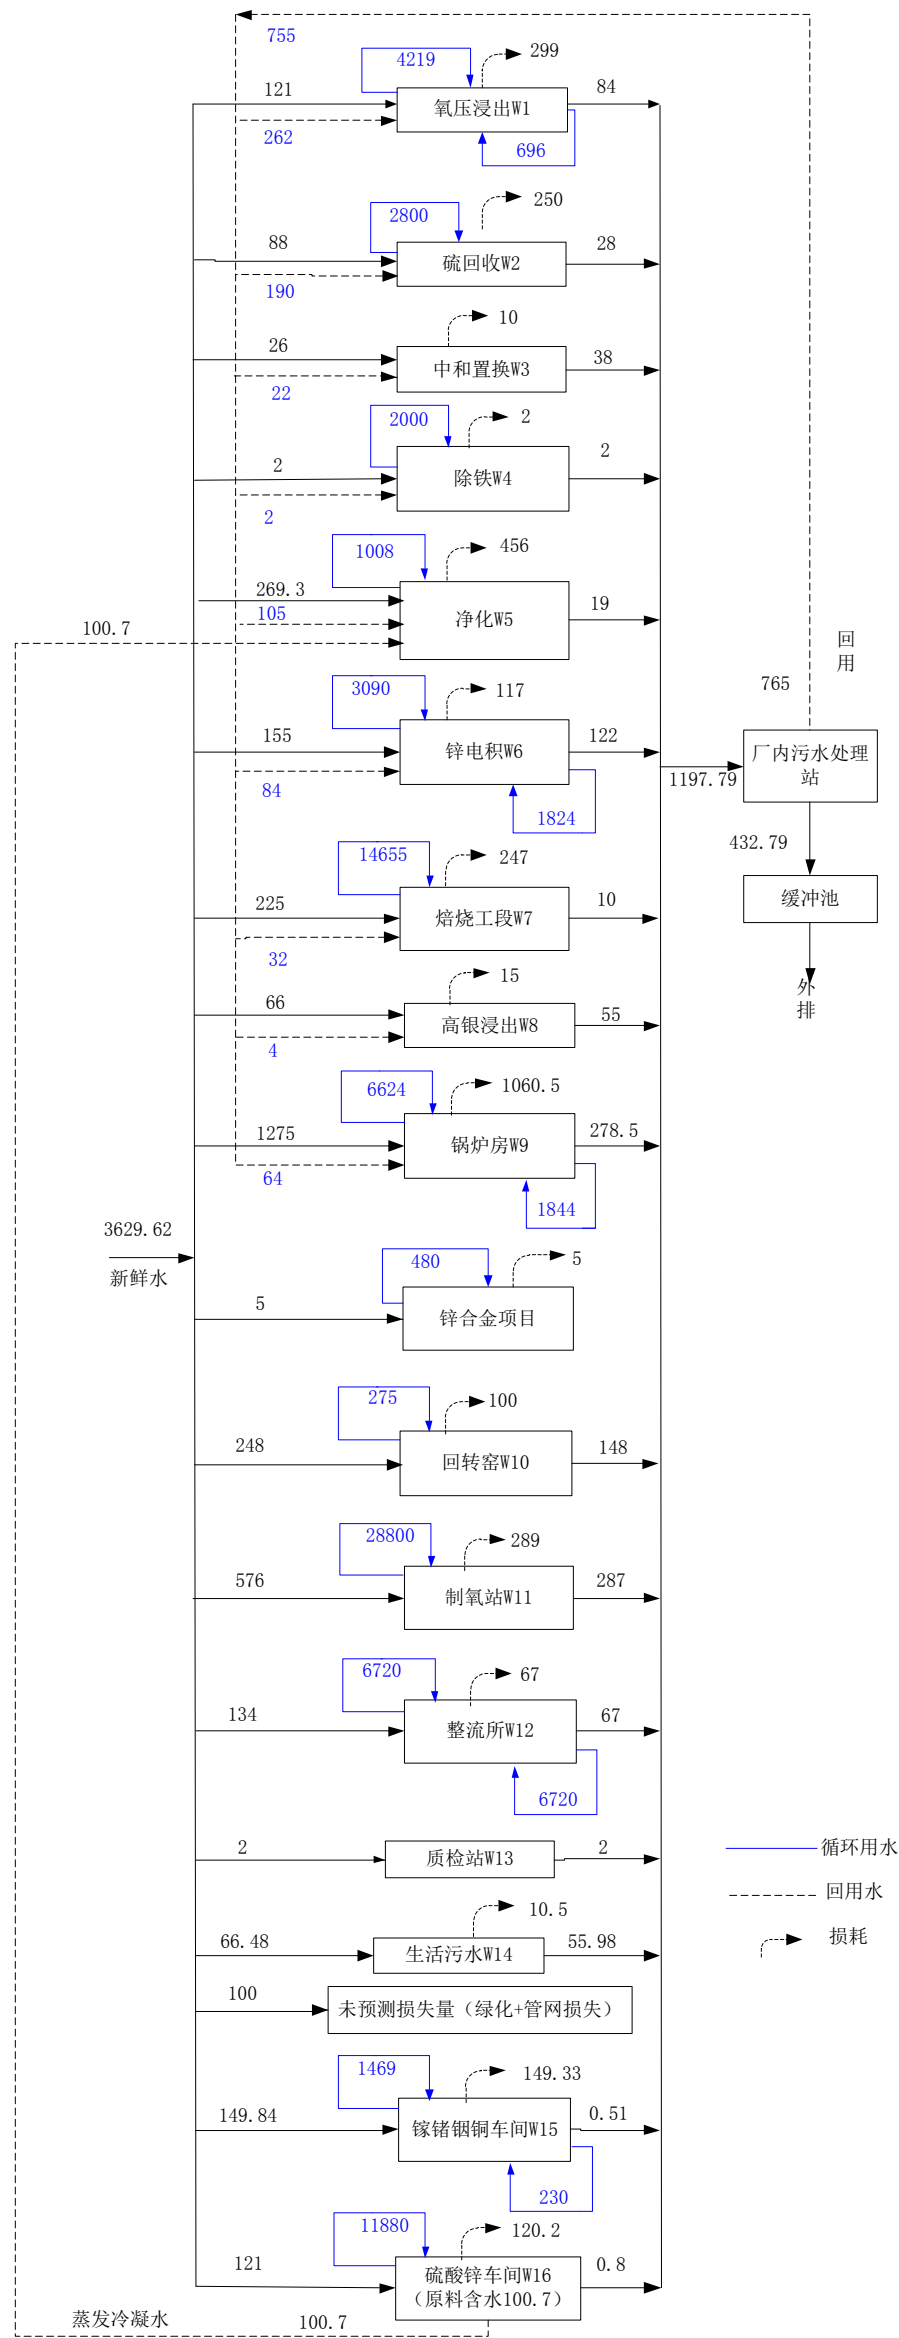 755
4219
299
121
氧压浸出W1
84
262
696
2800
250
88
硫回收W2
28
190
10
26
中和置换W3
38
22
2000
2
2
除铁W4
2
2
1008
456
269.3
105
净化W5
19
100.7
回
用
3090
117
765
155
锌电积W6
122
厂内污水处理
站
1197.79
84
1824
432.79
14655
247
225
焙烧工段W7
10
缓冲池
32
15
外
排
66
高银浸出W8
55
4
6624
1060.5
1275
锅炉房W9
278.5
64
1844
3629.62
新鲜水
480
5
5
锌合金项目
275
100
248
回转窑W10
148
28800
289
576
制氧站W11
287
6720
67
134
整流所W12
67
6720
2
质检站W13
2
循环用水
回用水
损耗
10.5
66.48
生活污水W14
55.98
100
未预测损失量（绿化+管网损失）
1469
149.33
149.84
镓锗铟铜车间W15
0.51
230
11880
120.2
121
硫酸锌车间W16
（原料含水100.7）
0.8
蒸发冷凝水
100.7